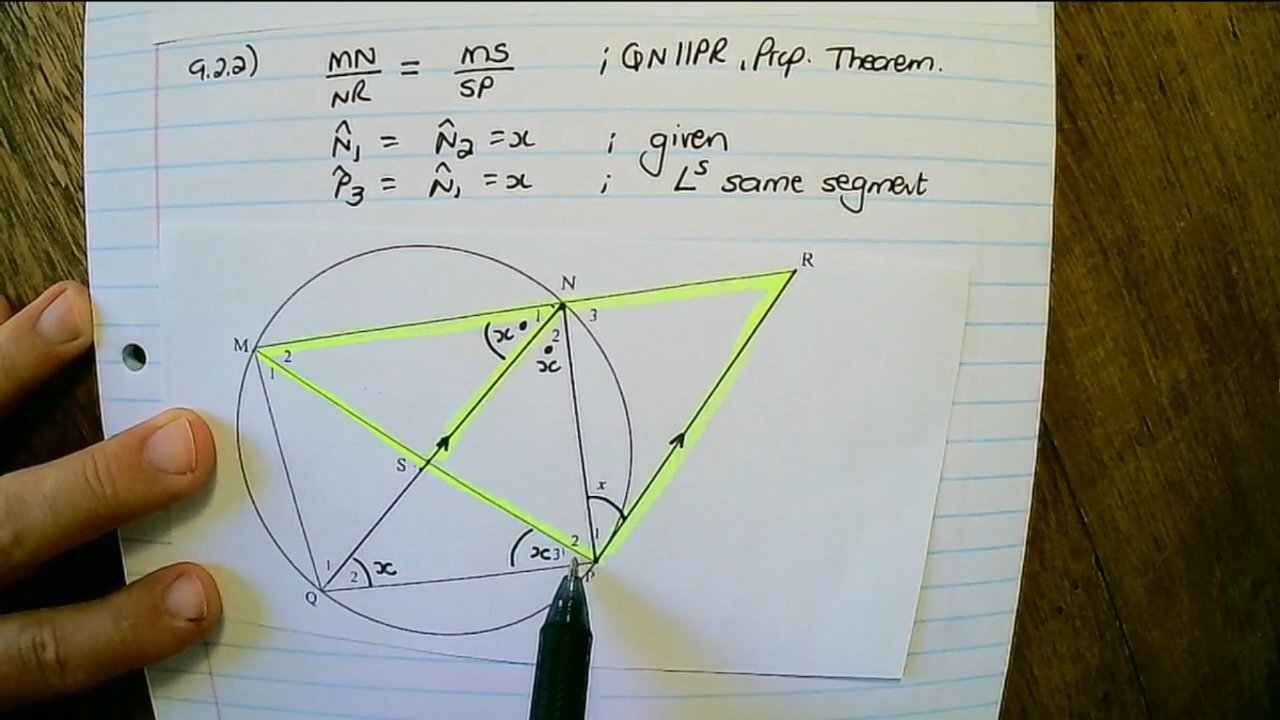 9.2.2) MN/NR = MS/SP ; QN||PR, Prop. Theorem.
N̂₁ = N̂₂ = x ; given
P̂₃ = N̂₁ = x ; ∠s same segment
R
N
1
3
x
2
M
2
x
1
S
x
1
2
x 3
1
2
x
P
Q